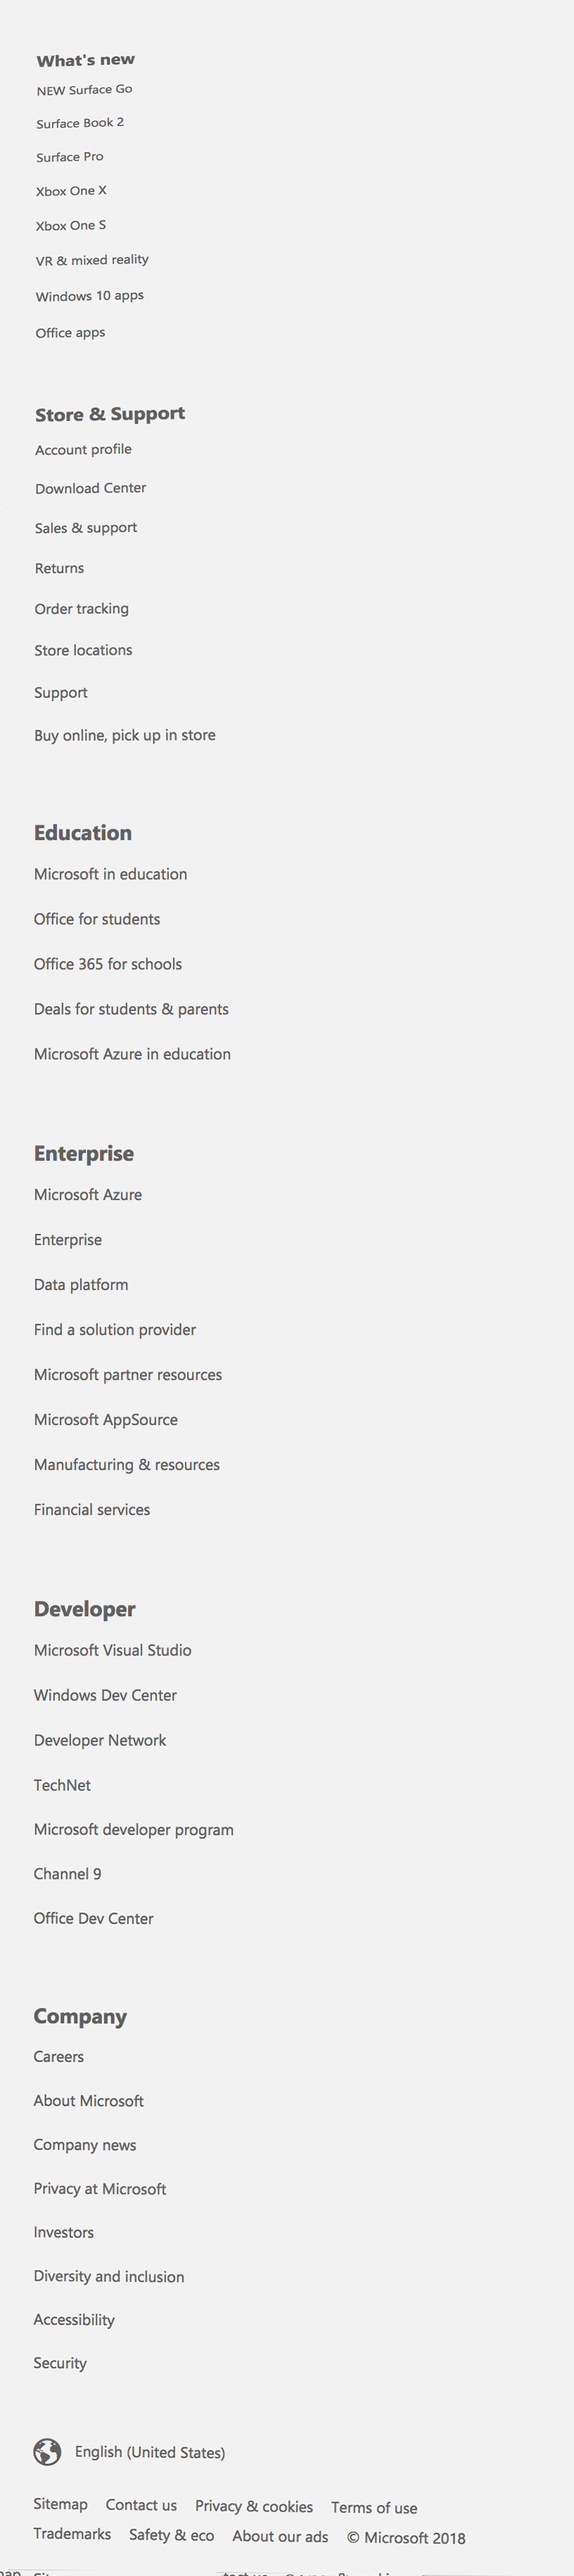 What's new
NEW Surface Go
Surface Book 2
Surface Pro
Xbox One X
Xbox One S
VR & mixed reality
Windows 10 apps
Office apps
Store & Support
Account profile
Download Center
Sales & support
Returns
Order tracking
Store locations
Support
Buy online, pick up in store
Education
Microsoft in education
Office for students
Office 365 for schools
Deals for students & parents
Microsoft Azure in education
Enterprise
Microsoft Azure
Enterprise
Data platform
Find a solution provider
Microsoft partner resources
Microsoft AppSource
Manufacturing & resources
Financial services
Developer
Microsoft Visual Studio
Windows Dev Center
Developer Network
TechNet
Microsoft developer program
Channel 9
Office Dev Center
Company
Careers
About Microsoft
Company news
Privacy at Microsoft
Investors
Diversity and inclusion
Accessibility
Security
English (United States)
Sitemap Contact us Privacy & cookies Terms of use
Trademarks Safety & eco About our ads © Microsoft 2018